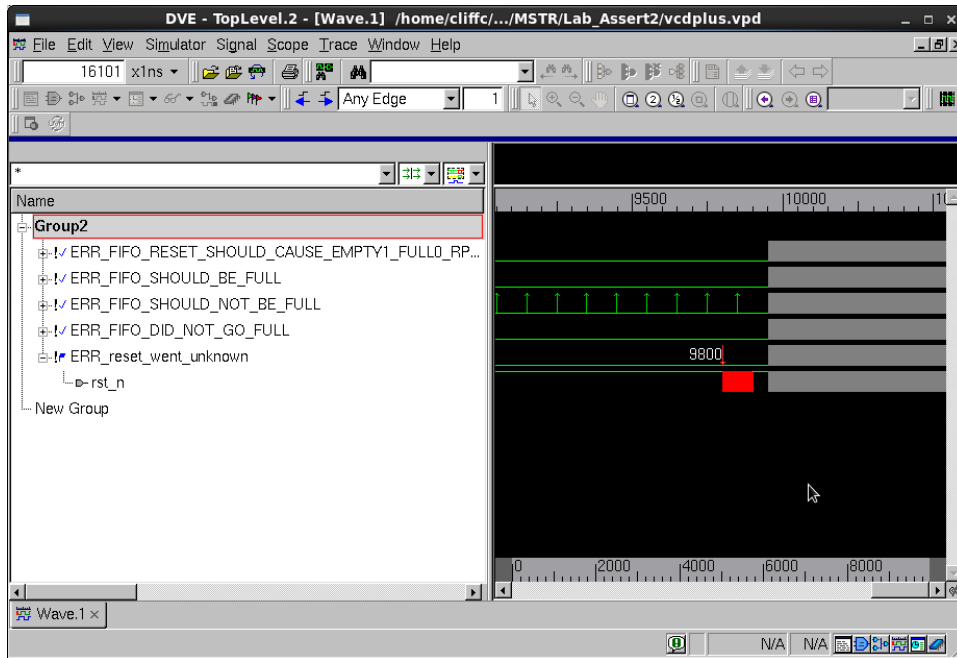 DVE - TopLevel.2 - [Wave.1] /home/cliffc/.../MSTR/Lab_Assert2/vcdplus.vpd
File Edit View Simulator Signal Scope Trace Window Help
16101 x1ns
Any Edge 1
*
Name
9500 10000
Group2
ERR_FIFO_RESET_SHOULD_CAUSE_EMPTY1_FULL0_RP...
ERR_FIFO_SHOULD_BE_FULL
ERR_FIFO_SHOULD_NOT_BE_FULL
ERR_FIFO_DID_NOT_GO_FULL
ERR_reset_went_unknown 9800
rst_n
New Group
0 2000 4000 6000 8000
Wave.1
N/A N/A